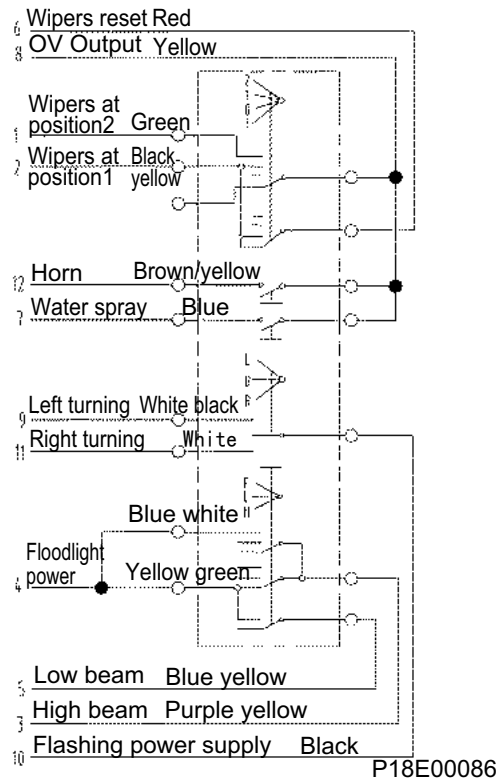 6 Wipers reset Red
8 OV Output Yellow
Wipers at
1 position2 Green
2 Wipers at Black-
position1 yellow
12 Horn Brown/yellow
7 Water spray Blue
L
R
9 Left turning White black
11 Right turning White
F
L
H
Blue white
Floodlight
4 power Yellow green
5 Low beam Blue yellow
3 High beam Purple yellow
10 Flashing power supply Black
P18E00086